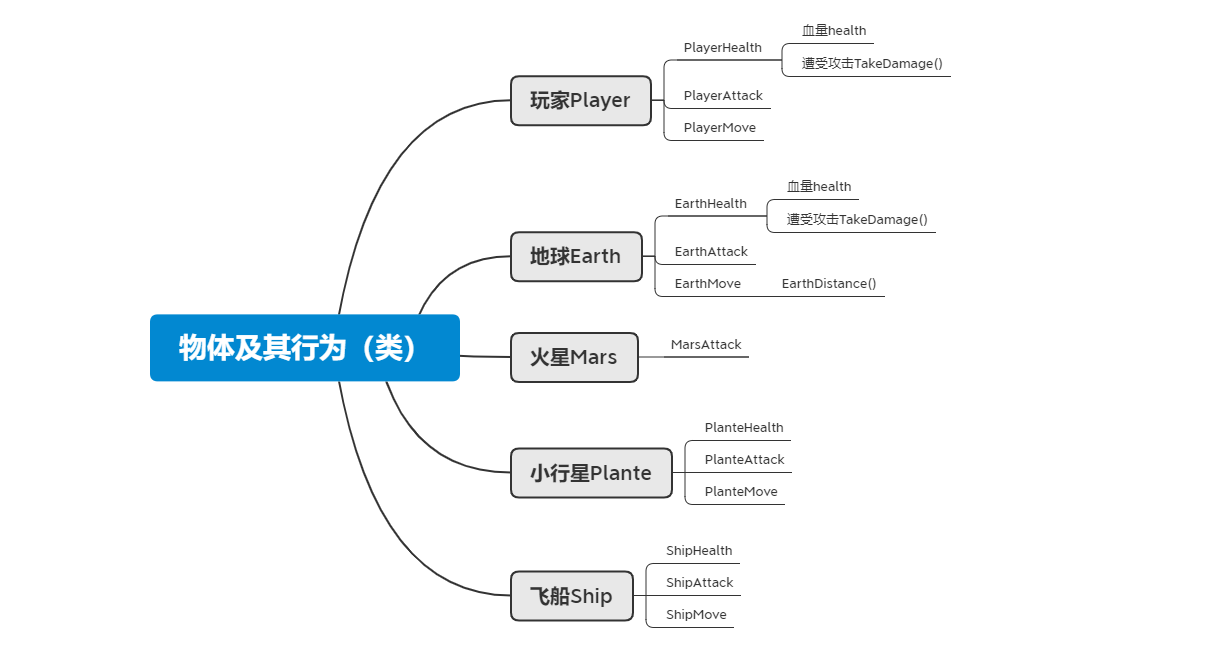 物体及其行为（类）
玩家Player
PlayerHealth
血量health
遭受攻击TakeDamage()
PlayerAttack
PlayerMove
地球Earth
EarthHealth
血量health
遭受攻击TakeDamage()
EarthAttack
EarthMove
EarthDistance()
火星Mars
MarsAttack
小行星Plante
PlanteHealth
PlanteAttack
PlanteMove
飞船Ship
ShipHealth
ShipAttack
ShipMove